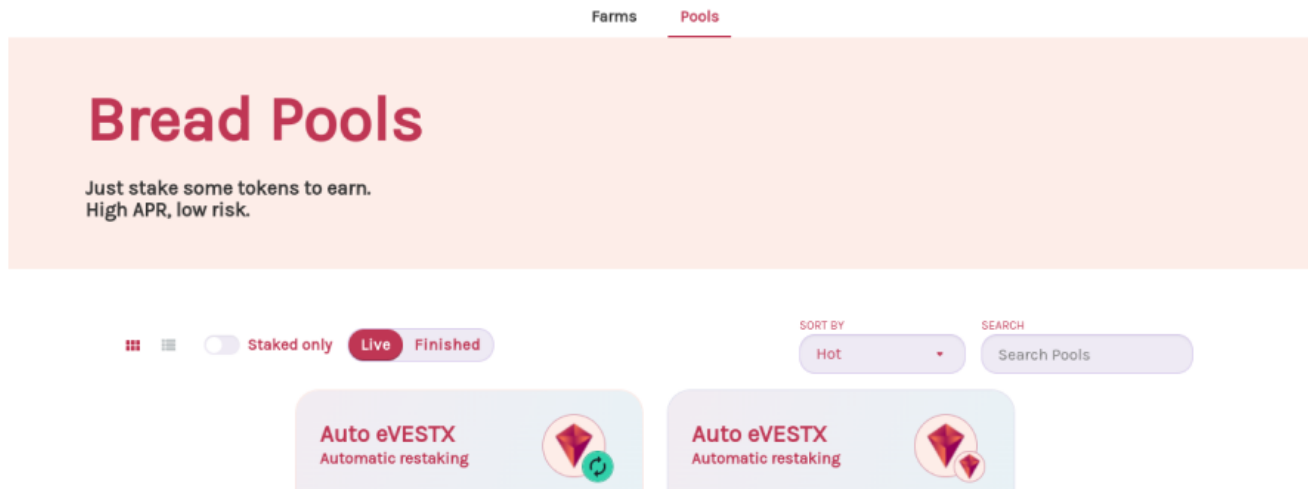 Farms Pools
Bread Pools
Just stake some tokens to earn.
High APR, low risk.
SORT BY SEARCH
Staked only Live Finished Hot Search Pools
Auto eVESTX Auto eVESTX
Automatic restaking Automatic restaking